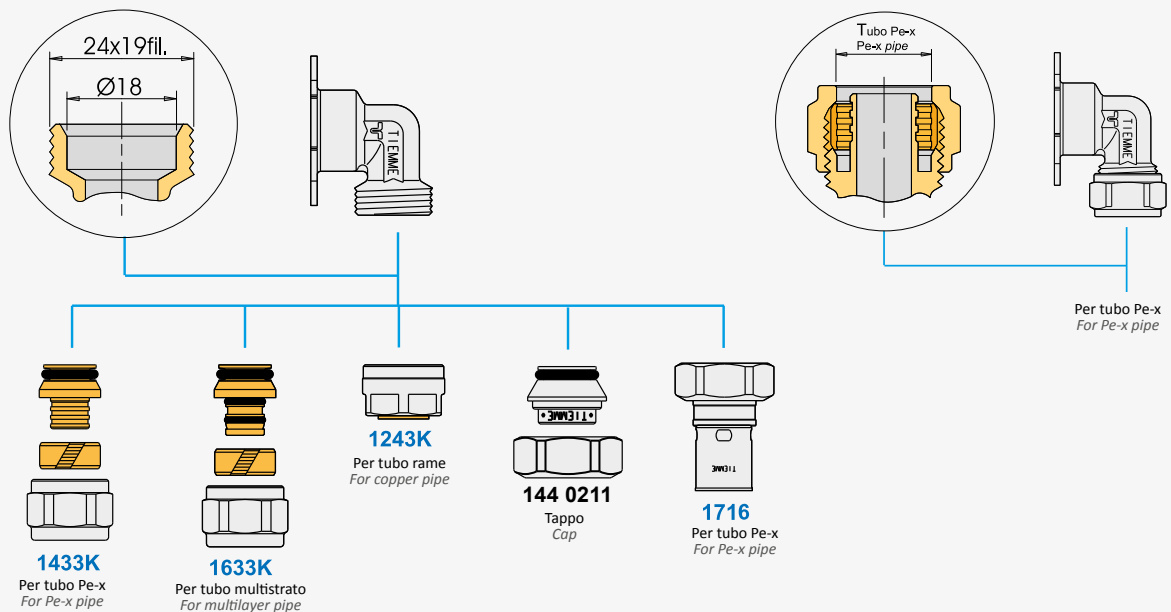 24x19fil.
Ø18
TIEMME
Tubo Pe-x
Pe-x pipe
TIEMME
Per tubo Pe-x
For Pe-x pipe
1433K
Per tubo Pe-x
For Pe-x pipe
1633K
Per tubo multistrato
For multilayer pipe
1243K
Per tubo rame
For copper pipe
TIEMME
144 0211
Tappo
Cap
TIEMME
1716
Per tubo Pe-x
For Pe-x pipe